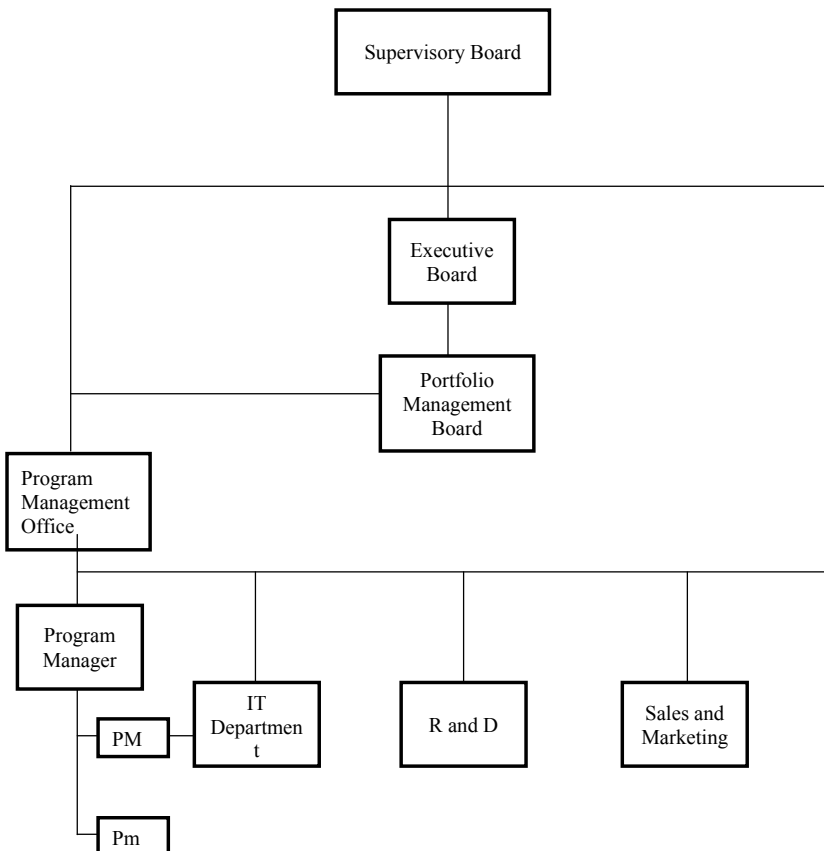 Supervisory Board
Executive
Board
Portfolio
Management
Board
Program
Management
Office
Program
Manager
PM
IT
Departmen
t
R and D
Sales and
Marketing
Pm